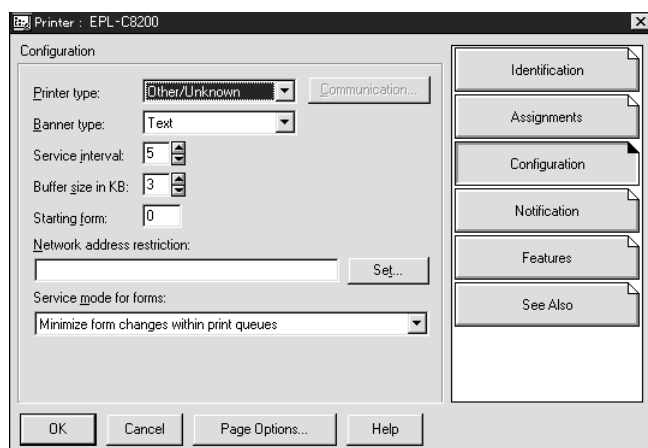 Printer : EPL-C8200
Configuration
Printer type: Other/Unknown Communication...
Banner type: Text
Service interval: 5
Buffer size in KB: 3
Starting form: 0
Network address restriction:
Set...
Service mode for forms:
Minimize form changes within print queues
OK Cancel Page Options... Help
Identification
Assignments
Configuration
Notification
Features
See Also